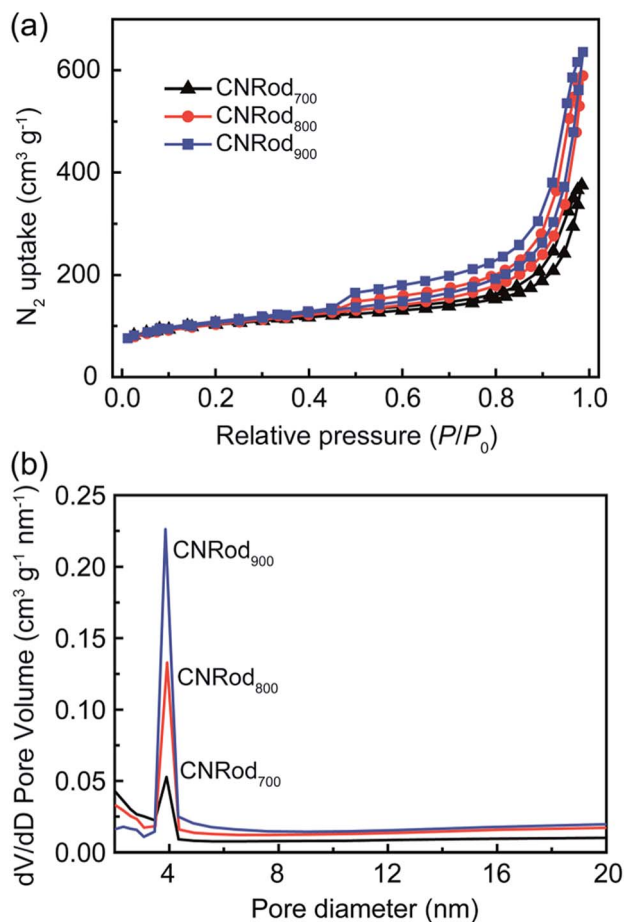 (a)
N₂ uptake (cm³ g⁻¹)
600
400
200
0
CNRod₇₀₀
CNRod₈₀₀
CNRod₉₀₀
0.0 0.2 0.4 0.6 0.8 1.0
Relative pressure (P/P₀)
(b)
dV/dD Pore Volume (cm³ g⁻¹ nm⁻¹)
0.25
0.20
0.15
0.10
0.05
0.00
CNRod₉₀₀
CNRod₈₀₀
CNRod₇₀₀
4 8 12 16 20
Pore diameter (nm)